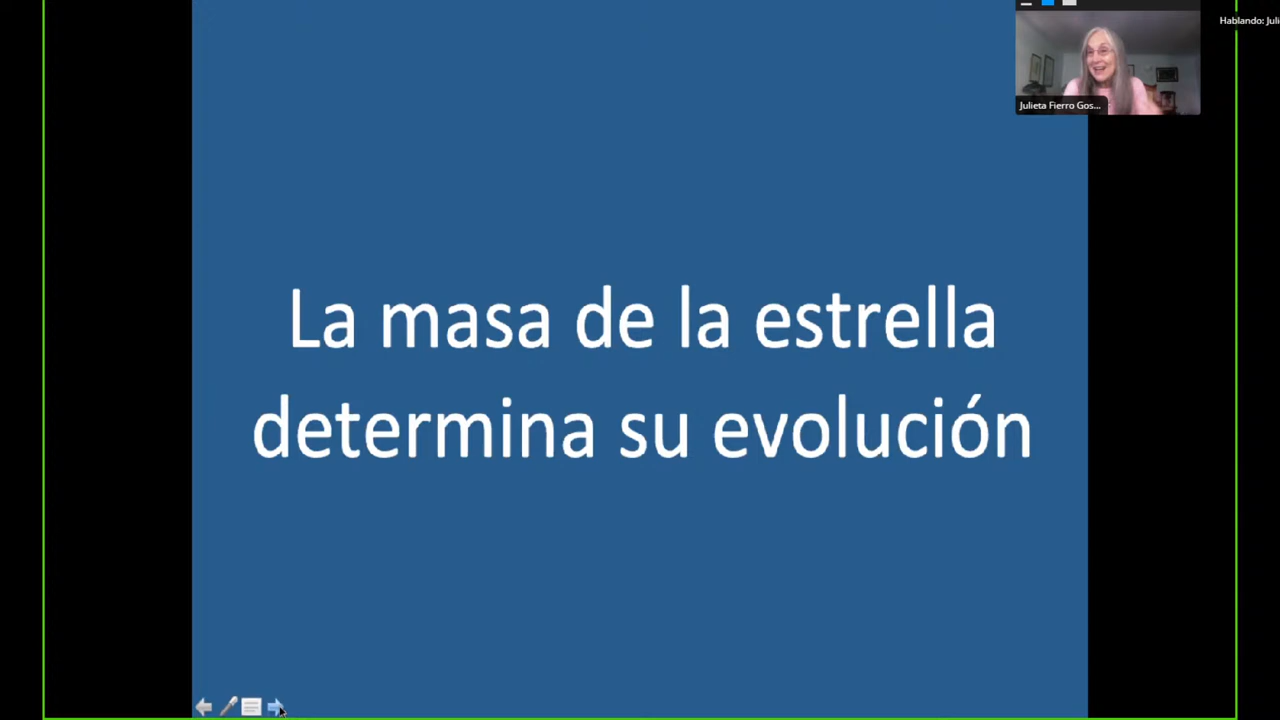 Hablando: Juli
Julieta Fierro Gos...
La masa de la estrella
determina su evolución